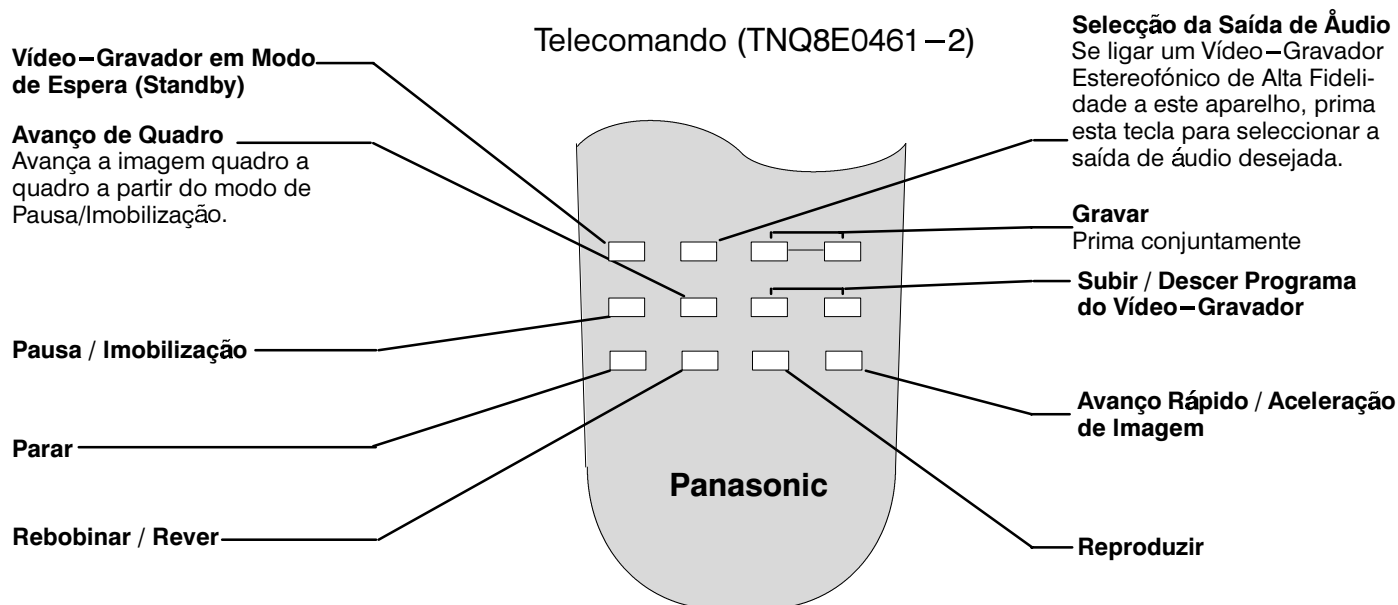 Telecomando (TNQ8E0461−2)
Vídeo−Gravador em Modo
de Espera (Standby)
Avanço de Quadro
Avança a imagem quadro a
quadro a partir do modo de
Pausa/Imobilização.
Pausa / Imobilização
Parar
Rebobinar / Rever
Selecção da Saída de Åudio
Se ligar um Vídeo−Gravador
Estereofónico de Alta Fideli-
dade a este aparelho, prima
esta tecla para seleccionar a
saída de áudio desejada.
Gravar
Prima conjuntamente
Subir / Descer Programa
do Vídeo−Gravador
Avanço Rápido / Aceleração
de Imagem
Reproduzir
Panasonic